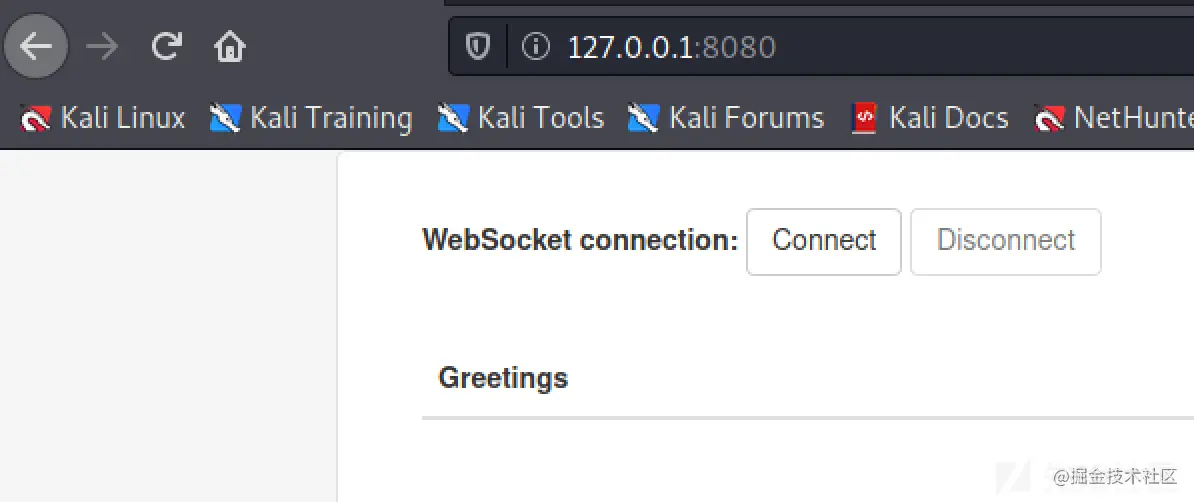 127.0.0.1:8080
Kali Linux Kali Training Kali Tools Kali Forums Kali Docs NetHunte
WebSocket connection: Connect Disconnect
Greetings
@掘金技术社区